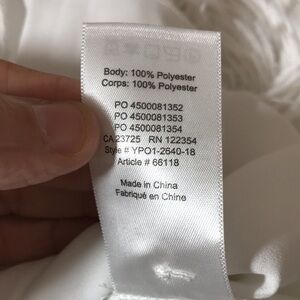 Body: 100% Polyester
Corps: 100% Polyester
PO 4500081352
PO 4500081353
PO 4500081354
CA 23725 RN 122354
Style # YPO1-2640-18
Article # 66118
Made in China
Fabriqué en Chine